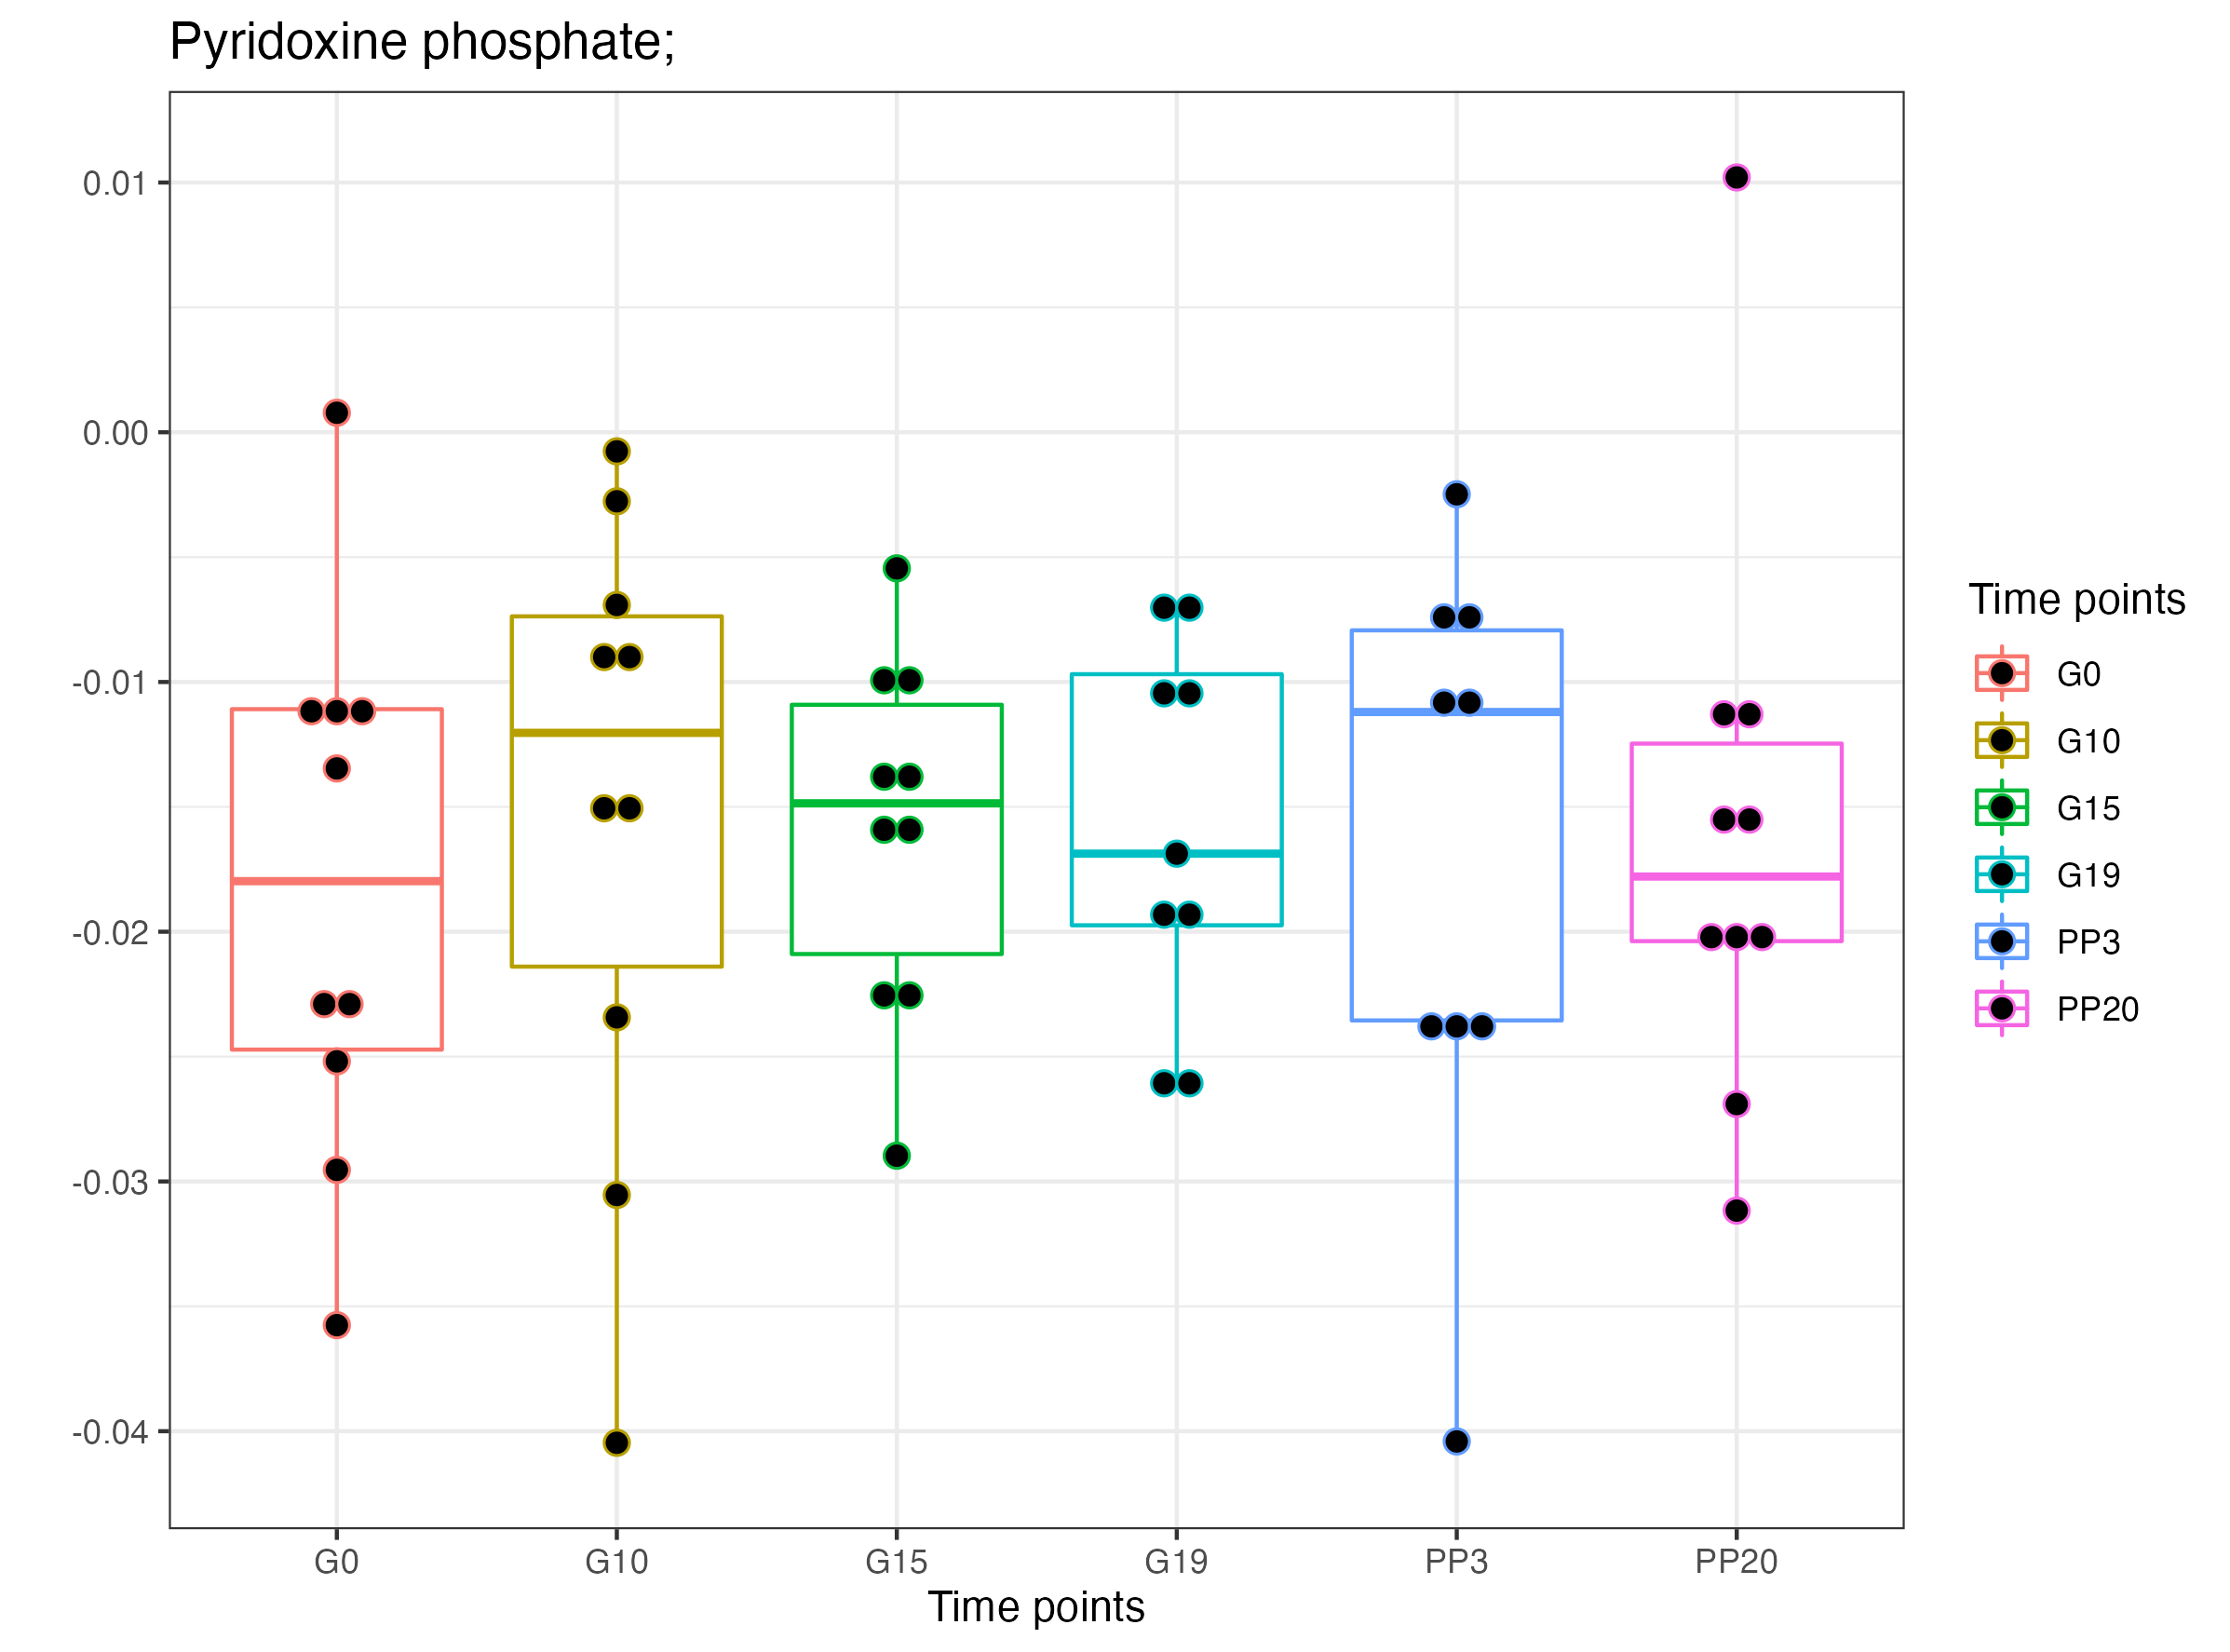 Pyridoxine phosphate;
0.01
0.00
-0.01
-0.02
-0.03
-0.04
G0 G10 G15 G19 PP3 PP20
Time points
Time points
G0
G10
G15
G19
PP3
PP20